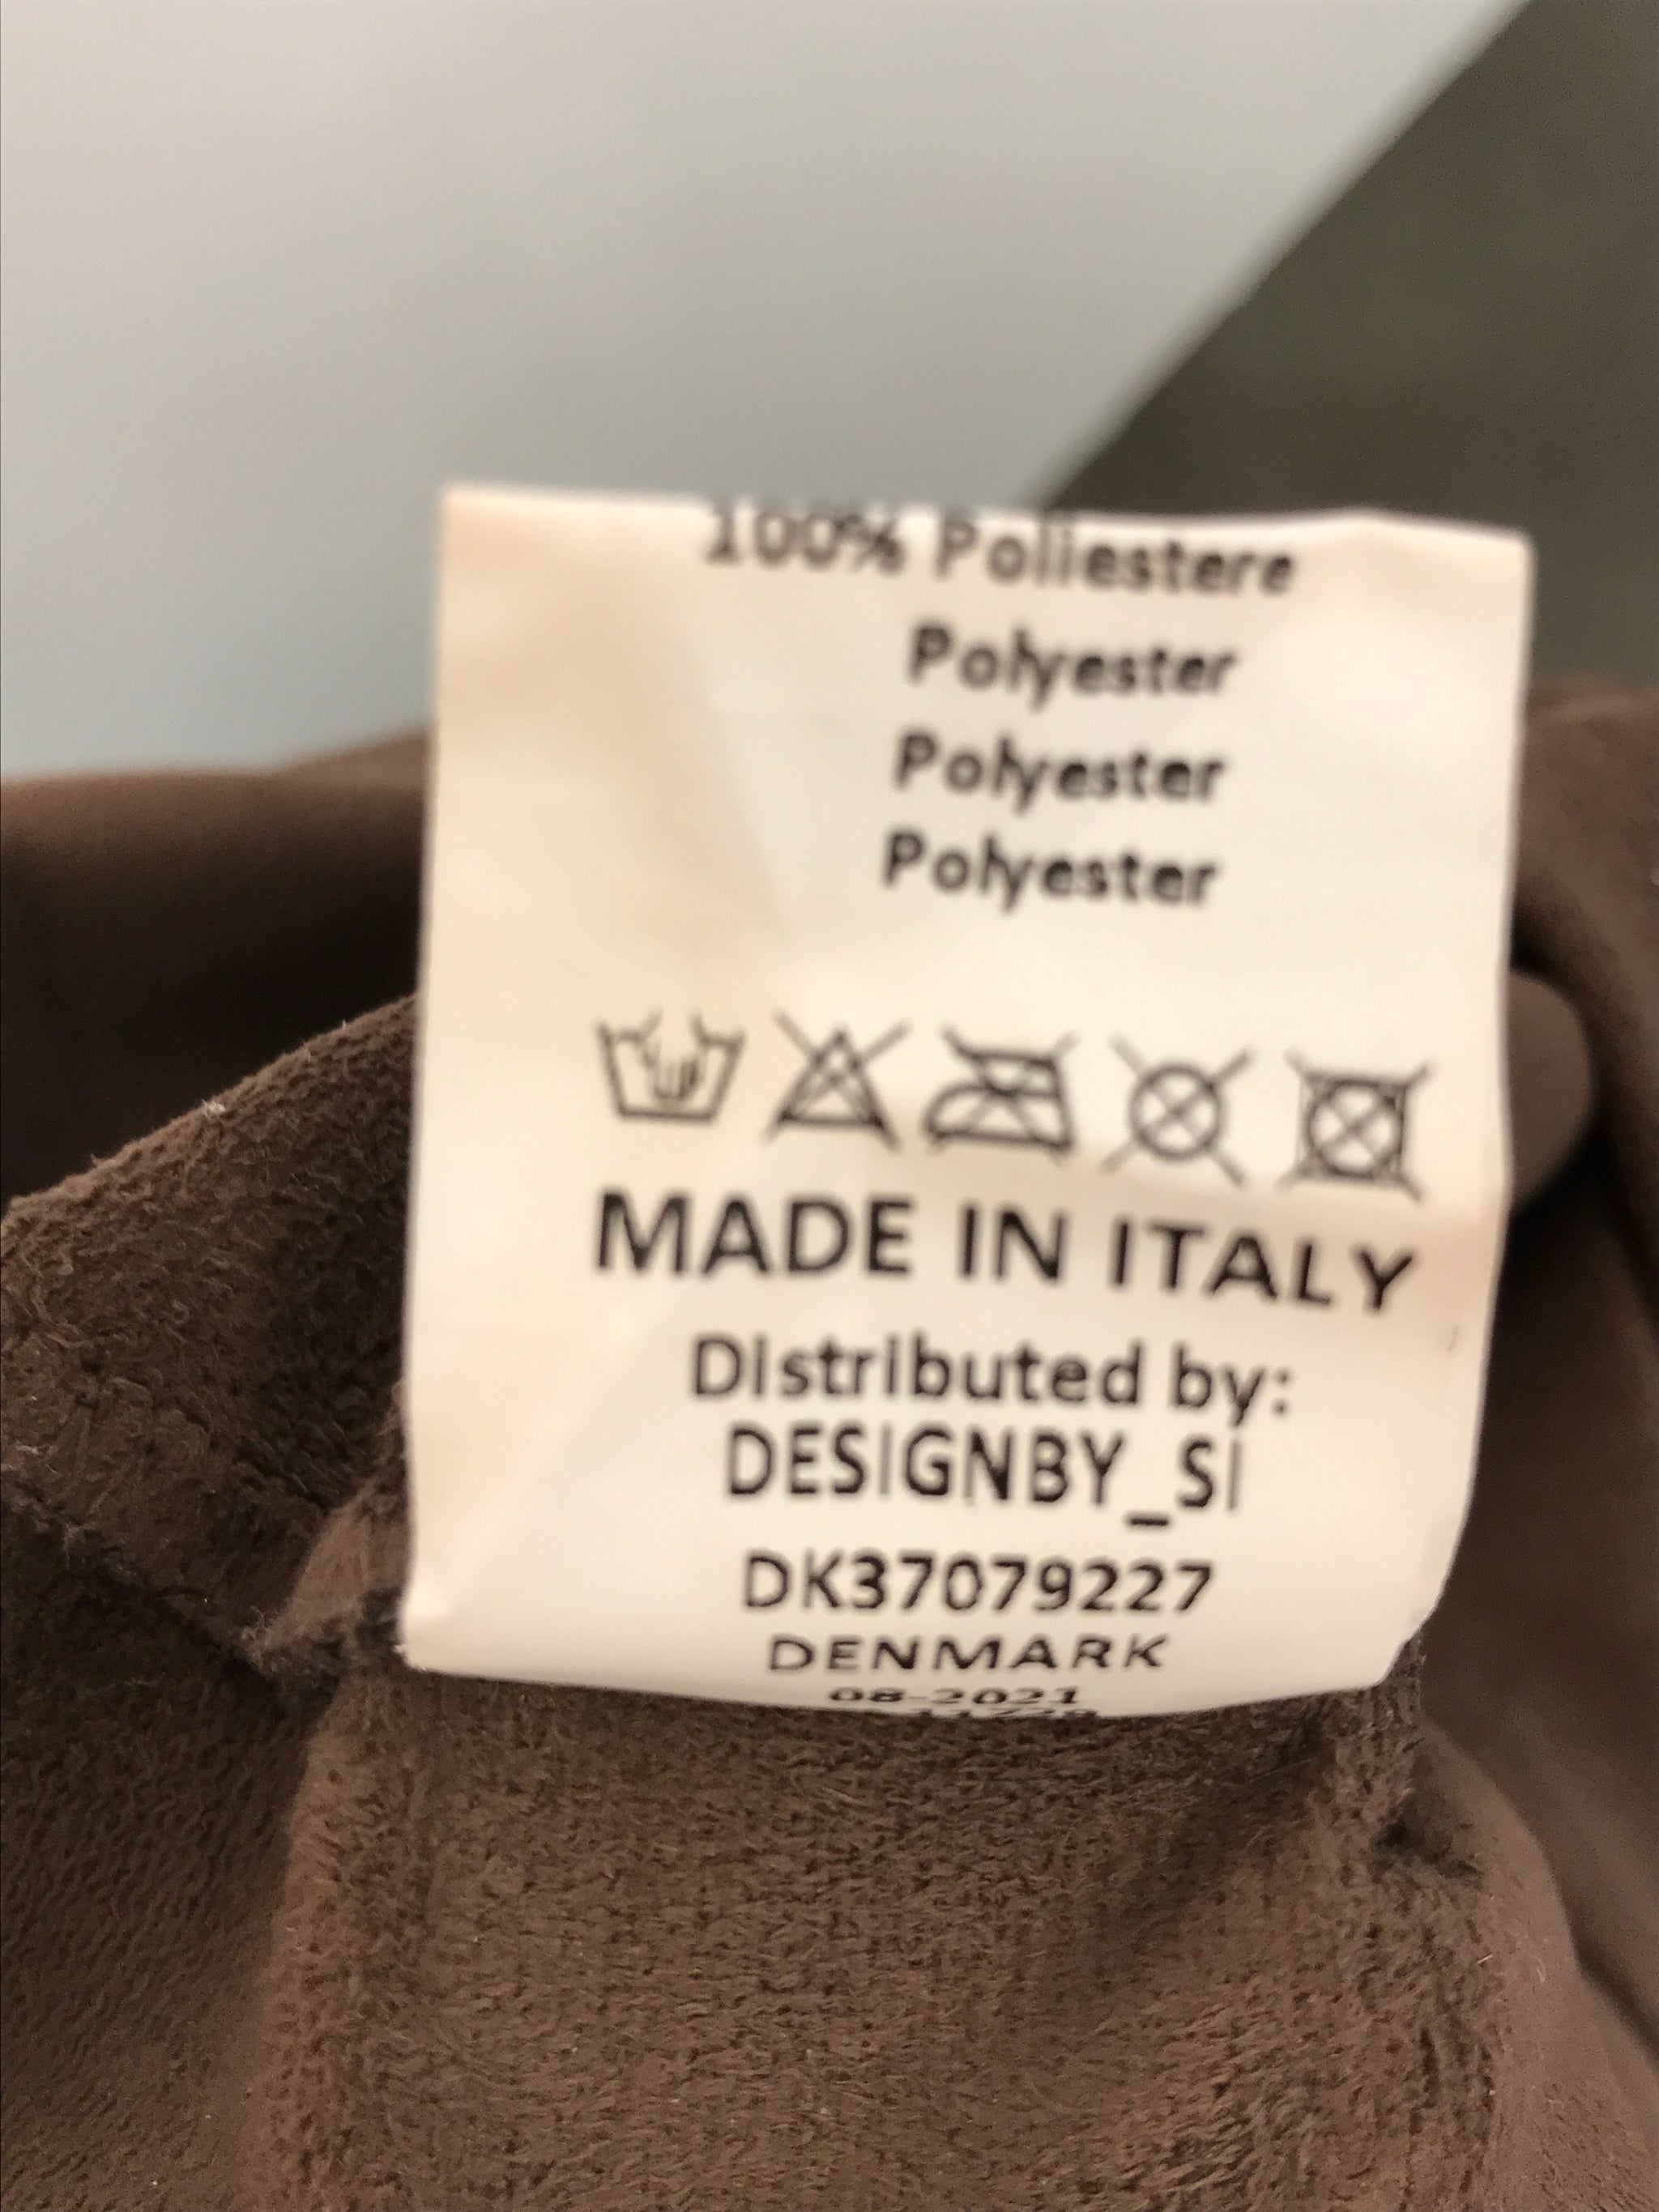 100% Poliestere
Polyester
Polyester
Polyester
MADE IN ITALY
Distributed by:
DESIGNBY_SI
DK37079227
DENMARK
08-2021